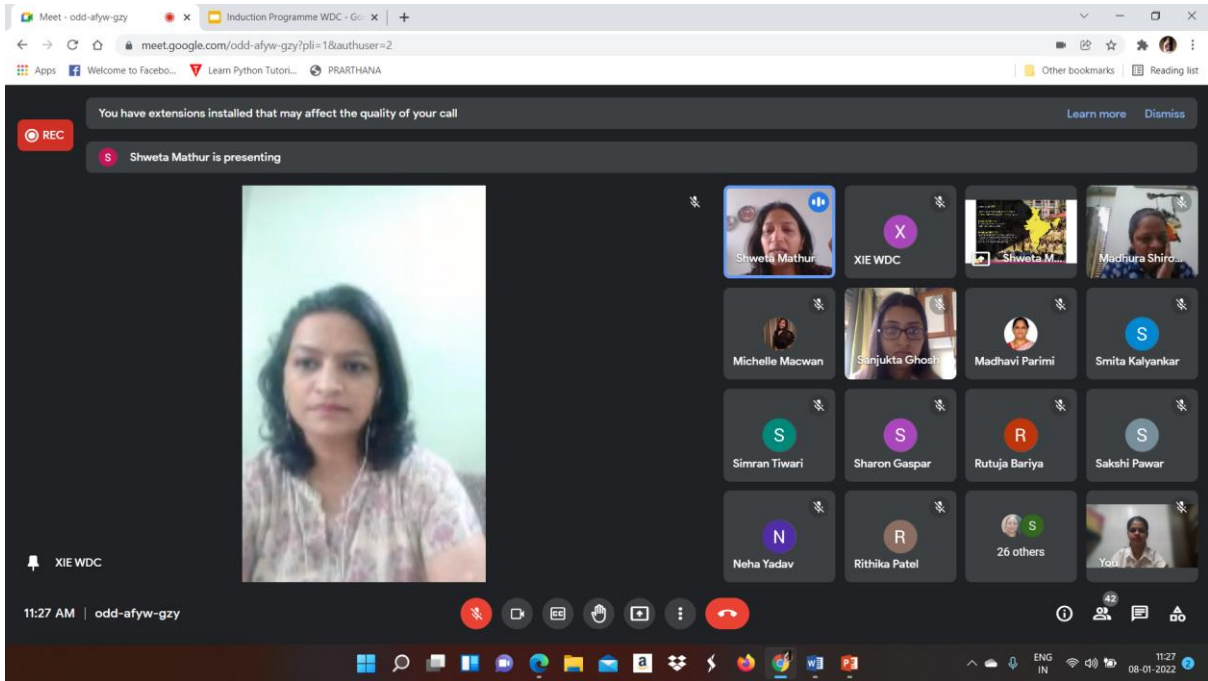 Meet - odd-afyw-gzy
Induction Programme WDC - Go
meet.google.com/odd-afyw-gzy?pli=1&authuser=2
Apps
Welcome to Facebo...
Learn Python Tutori...
PRARTHANA
Other bookmarks
Reading list
You have extensions installed that may affect the quality of your call
Learn more
Dismiss
REC
S
Shweta Mathur is presenting
Shweta Mathur
X
XIE WDC
Shweta M...
Madhura Shiro...
Michelle Macwan
Sanjukta Ghosh
Madhavi Parimi
S
Smita Kalyankar
S
Simran Tiwari
S
Sharon Gaspar
R
Rutuja Bariya
S
Sakshi Pawar
N
Neha Yadav
R
Rithika Patel
S
26 others
You
XIE WDC
11:27 AM | odd-afyw-gzy
CC
42
a
ENG
IN
11:27
08-01-2022
2